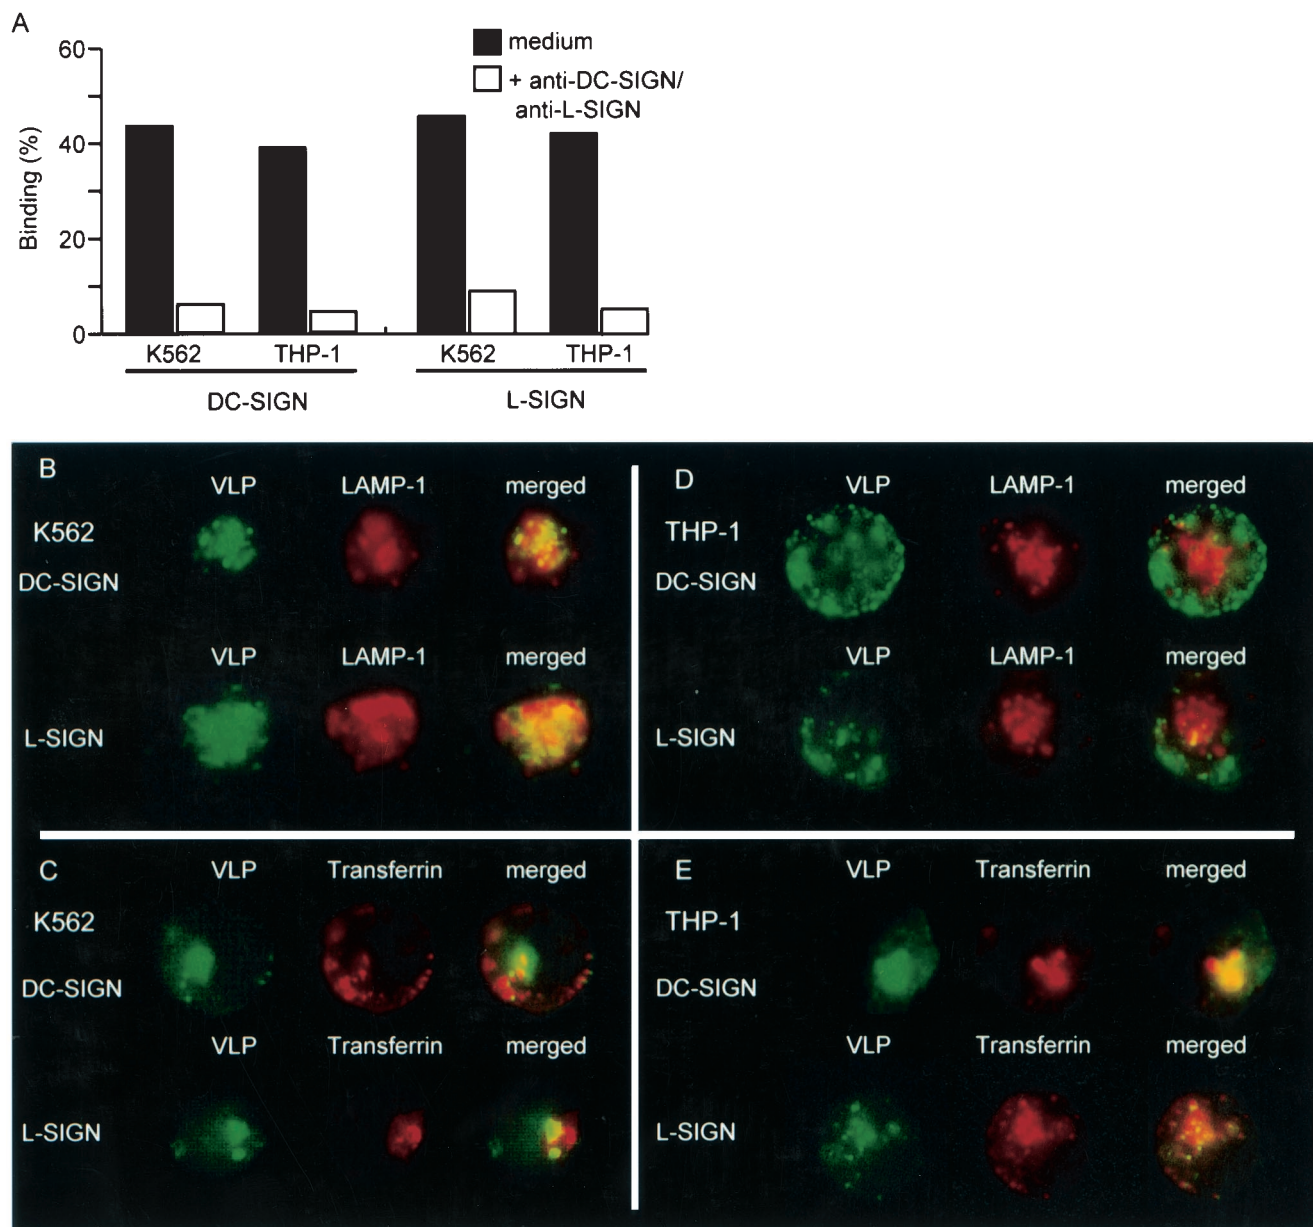 A
60
40
20
0
Binding (%)
medium
+ anti-DC-SIGN/
anti-L-SIGN
K562 THP-1 K562 THP-1
DC-SIGN L-SIGN
B
VLP LAMP-1 merged
K562
DC-SIGN
VLP LAMP-1 merged
L-SIGN
D
VLP LAMP-1 merged
THP-1
DC-SIGN
VLP LAMP-1 merged
L-SIGN
C
VLP Transferrin merged
K562
DC-SIGN
VLP Transferrin merged
L-SIGN
E
VLP Transferrin merged
THP-1
DC-SIGN
VLP Transferrin merged
L-SIGN